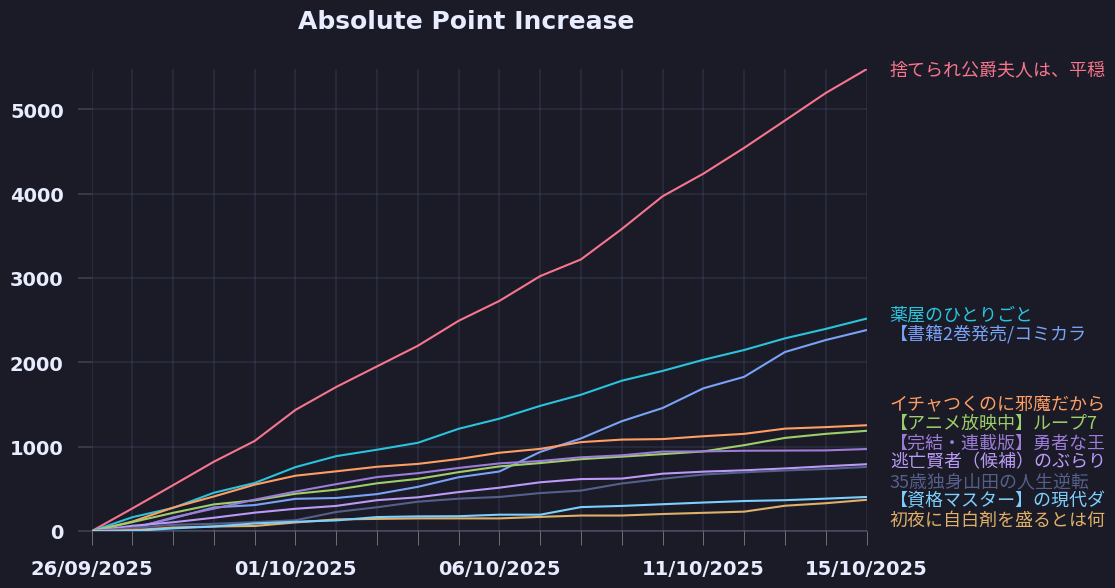 Absolute Point Increase
捨てられ公爵夫人は、平穏
5000
4000
3000
薬屋のひとりごと
【書籍2巻発売/コミカラ
2000
イチャつくのに邪魔だから
【アニメ放映中】ループ7
1000
【完結・連載版】勇者な王
逃亡賢者（候補）のぶらり
35歳独身山田の人生逆転
【資格マスター】の現代ダ
初夜に自白剤を盛るとは何
0
26/09/2025
01/10/2025
06/10/2025
11/10/2025
15/10/2025